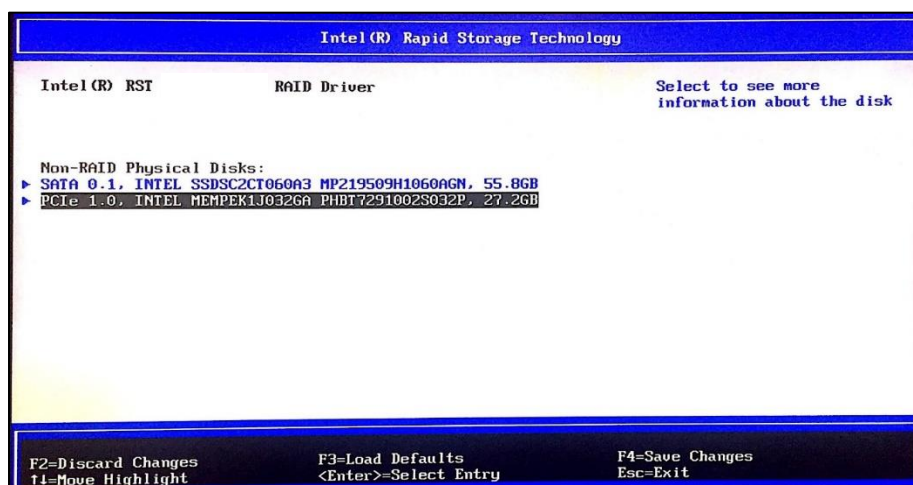 Intel(R) Rapid Storage Technology
Intel(R) RST RAID Driver
Select to see more
information about the disk
Non-RAID Physical Disks:
SATA 0.1, INTEL SSDSC2CT060A3 MP219509H1060AGN, 55.8GB
PCIe 1.0, INTEL MEMPEK1J032GA PHBT7291002S032P, 27.2GB
F2=Discard Changes F3=Load Defaults F4=Save Changes
↑↓=Move Highlight <Enter>=Select Entry Esc=Exit